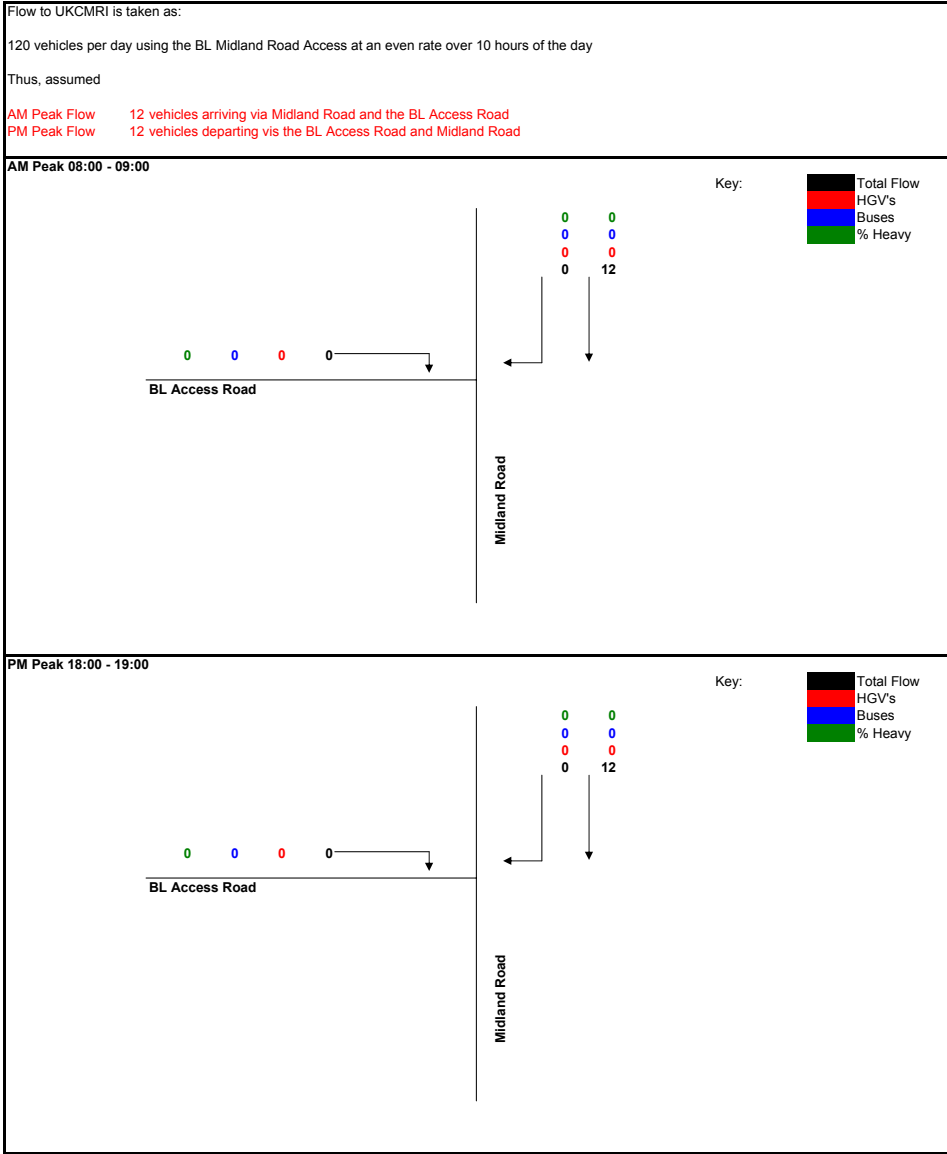 Flow to UKCMRI is taken as:
120 vehicles per day using the BL Midland Road Access at an even rate over 10 hours of the day
Thus, assumed
AM Peak Flow 12 vehicles arriving via Midland Road and the BL Access Road
PM Peak Flow 12 vehicles departing vis the BL Access Road and Midland Road
AM Peak 08:00 - 09:00
Key: Total Flow
HGV's
Buses
% Heavy
0 0
0 0
0 0
0 12
0 0 0 0
BL Access Road
Midland Road
PM Peak 18:00 - 19:00
Key: Total Flow
HGV's
Buses
% Heavy
0 0
0 0
0 0
0 12
0 0 0 0
BL Access Road
Midland Road